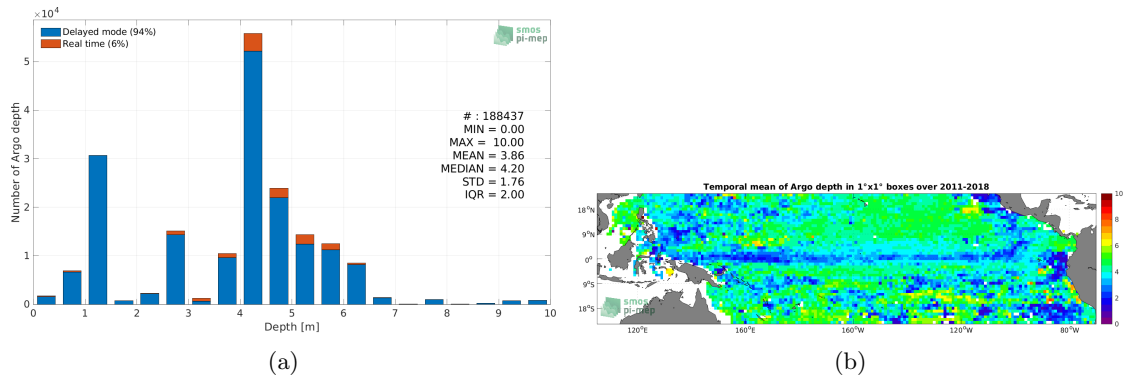 ×10⁴
Delayed mode (94%)
Real time (6%)
smos
pi-mep
5
4
3
2
1
0
Number of Argo depth
# : 188437
MIN = 0.00
MAX = 10.00
MEAN = 3.86
MEDIAN = 4.20
STD = 1.76
IQR = 2.00
0 1 2 3 4 5 6 7 8 9 10
Depth [m]
(a)
Temporal mean of Argo depth in 1°x1° boxes over 2011-2018
18°N
9°N
0°
9°S
18°S
smos
pi-mep
120°E 160°E 160°W 120°W 80°W
10
8
6
4
2
0
(b)